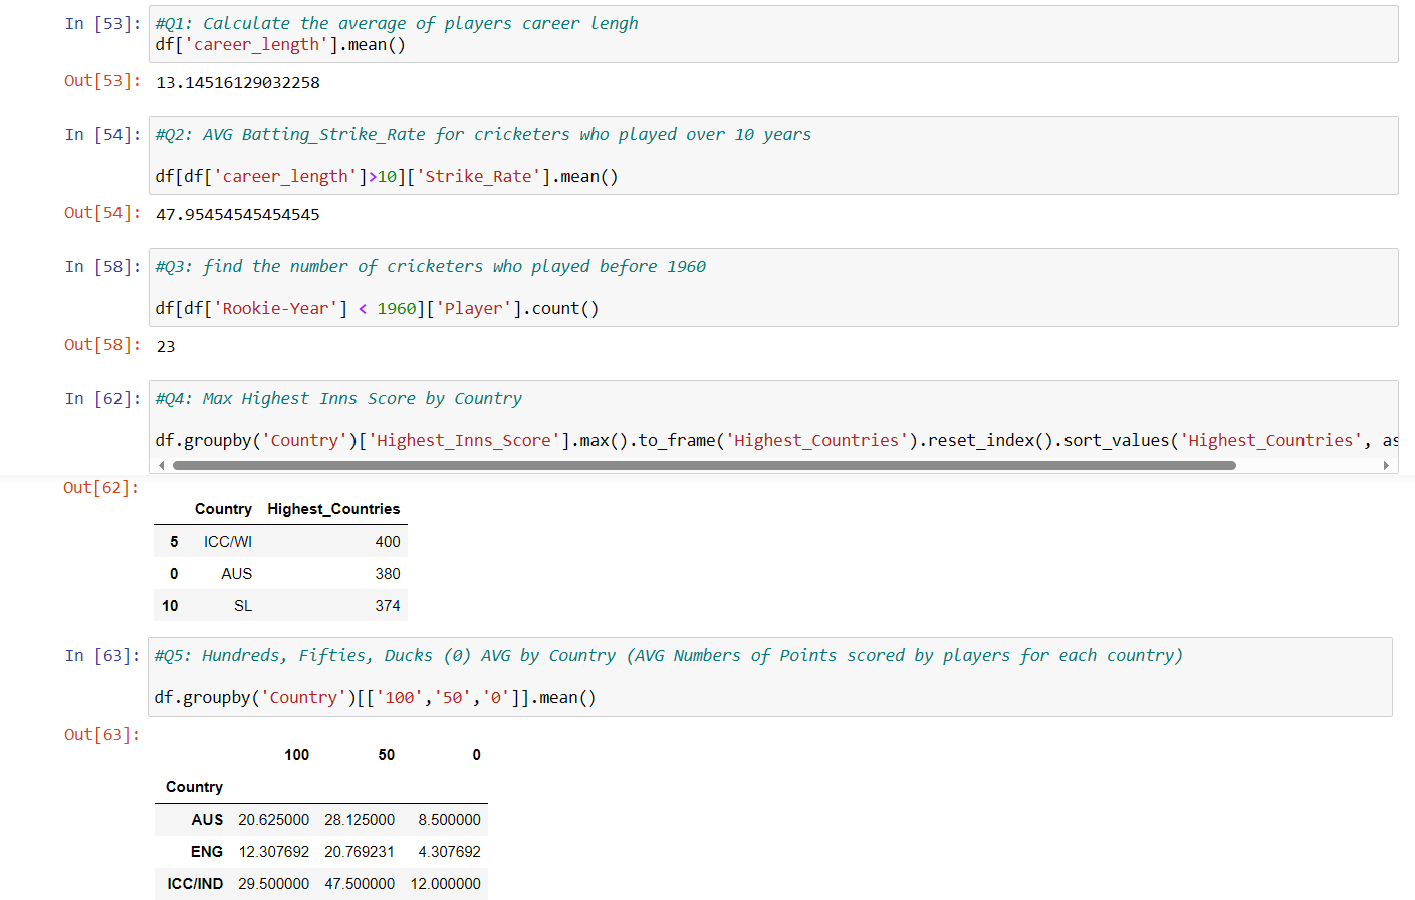 In [53]: #Q1: Calculate the average of players career lengh
df['career_length'].mean()
Out[53]: 13.14516129032258
In [54]: #Q2: AVG Batting_Strike_Rate for cricketers who played over 10 years
df[df['career_length']>10]['Strike_Rate'].mean()
Out[54]: 47.95454545454545
In [58]: #Q3: find the number of cricketers who played before 1960
df[df['Rookie-Year'] < 1960]['Player'].count()
Out[58]: 23
In [62]: #Q4: Max Highest Inns Score by Country
df.groupby('Country')['Highest_Inns_Score'].max().to_frame('Highest_Countries').reset_index().sort_values('Highest_Countries', as
Out[62]:
Country Highest_Countries
5 ICC/WI 400
0 AUS 380
10 SL 374
In [63]: #Q5: Hundreds, Fifties, Ducks (0) AVG by Country (AVG Numbers of Points scored by players for each country)
df.groupby('Country')[['100','50','0']].mean()
Out[63]:
100 50 0
Country
AUS 20.625000 28.125000 8.500000
ENG 12.307692 20.769231 4.307692
ICC/IND 29.500000 47.500000 12.000000